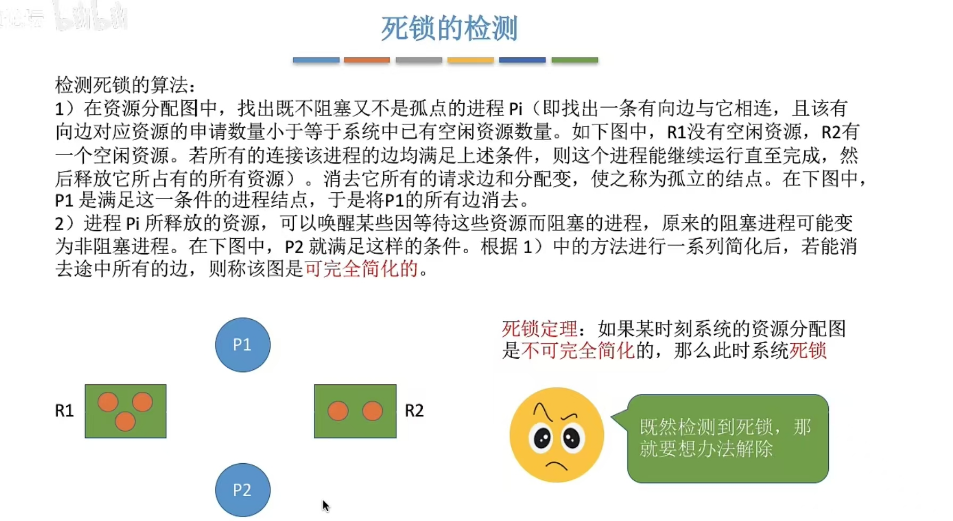 死锁的检测
检测死锁的算法：
1）在资源分配图中，找出既不阻塞又不是孤点的进程 Pi（即找出一条有向边与它相连，且该有
向边对应资源的申请数量小于等于系统中已有空闲资源数量。如下图中，R1没有空闲资源，R2有
一个空闲资源。若所有的连接该进程的边均满足上述条件，则这个进程能继续运行直至完成，然
后释放它所占有的所有资源）。消去它所有的请求边和分配变，使之称为孤立的结点。在下图中，
P1 是满足这一条件的进程结点，于是将P1的所有边消去。
2）进程 Pi 所释放的资源，可以唤醒某些因等待这些资源而阻塞的进程，原来的阻塞进程可能变
为非阻塞进程。在下图中，P2 就满足这样的条件。根据 1）中的方法进行一系列简化后，若能消
去途中所有的边，则称该图是可完全简化的。
P1
R1
R2
P2
死锁定理：如果某时刻系统的资源分配图
是不可完全简化的，那么此时系统死锁
既然检测到死锁，那
就要想办法解除